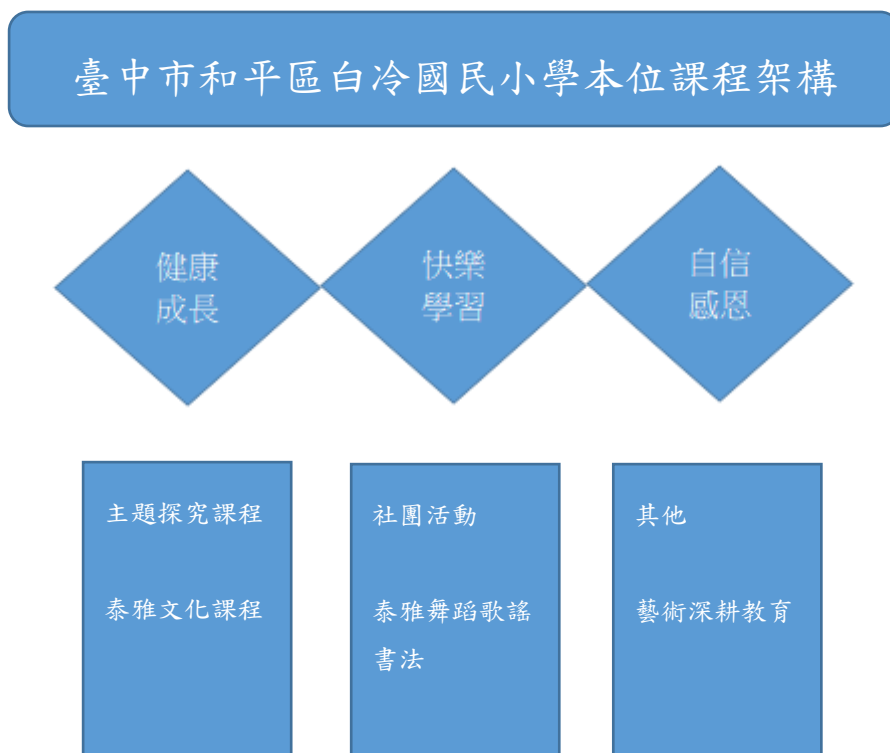 臺中市和平區白冷國民小學本位課程架構
健康
成長
快樂
學習
自信
感恩
主題探究課程
泰雅文化課程
社團活動
泰雅舞蹈歌謠
書法
其他
藝術深耕教育